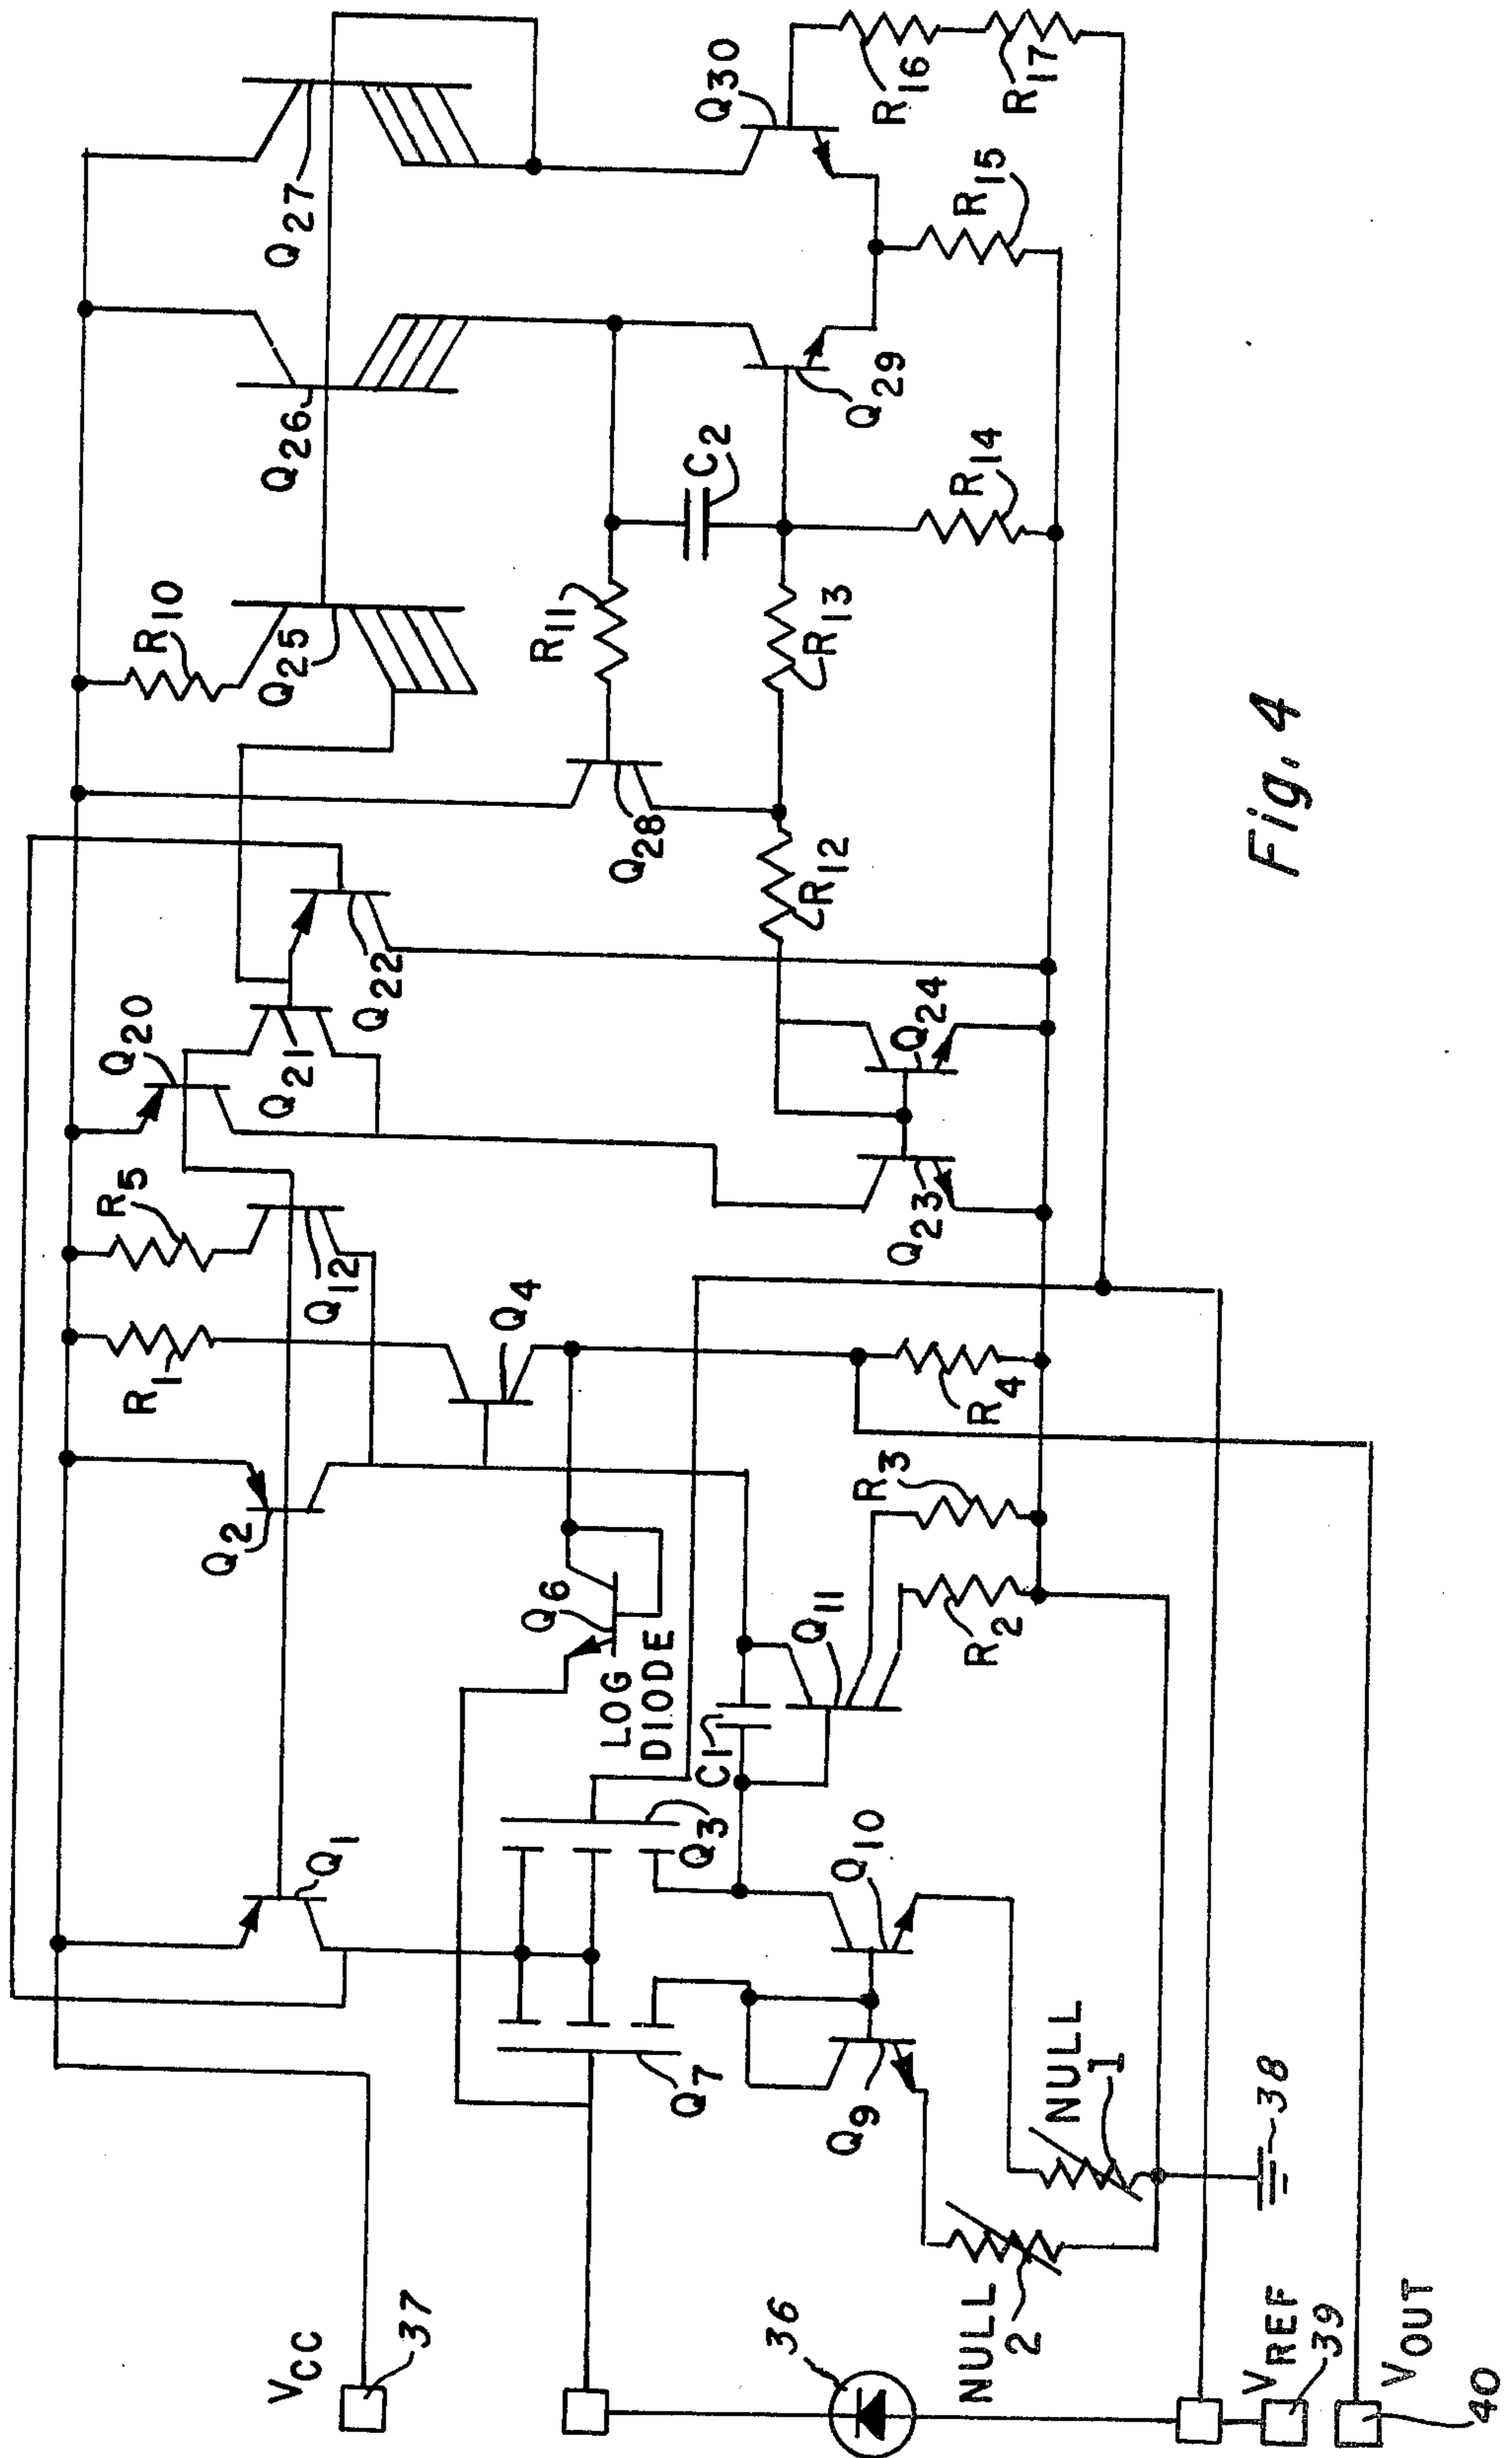 VCC
37
Q1
Q2
R1
R5
Q12
Q20
Q21
Q22
R10
Q25
Q26
Q27
Q4
Q6
LOG
DIODE
Q7
Q3
C1
Q11
Q9
Q10
R2
R3
R4
Q23
Q24
R12
Q28
R11
R13
C2
R14
Q29
Q30
R15
R16
R17
36
NULL
2
NULL
1
38
VREF
39
VOUT
40
Fig. 4